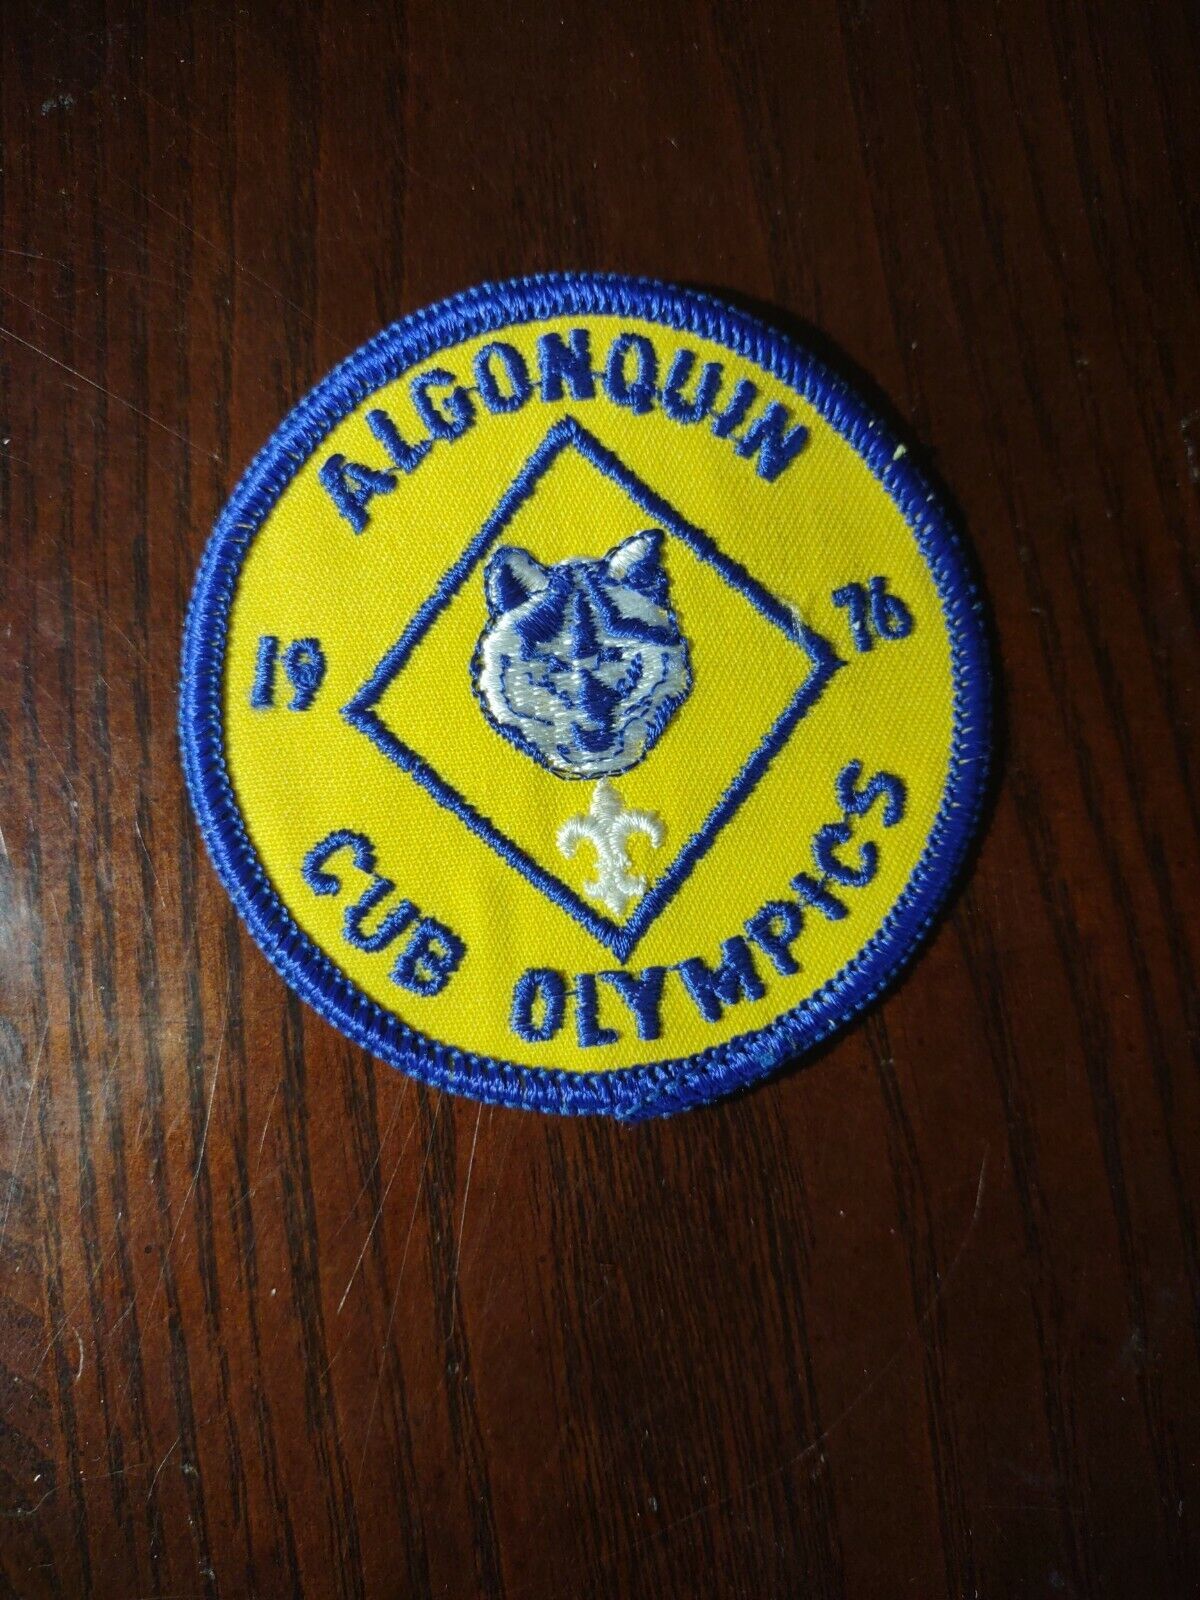 ALGONQUIN
19 76
CUB OLYMPICS